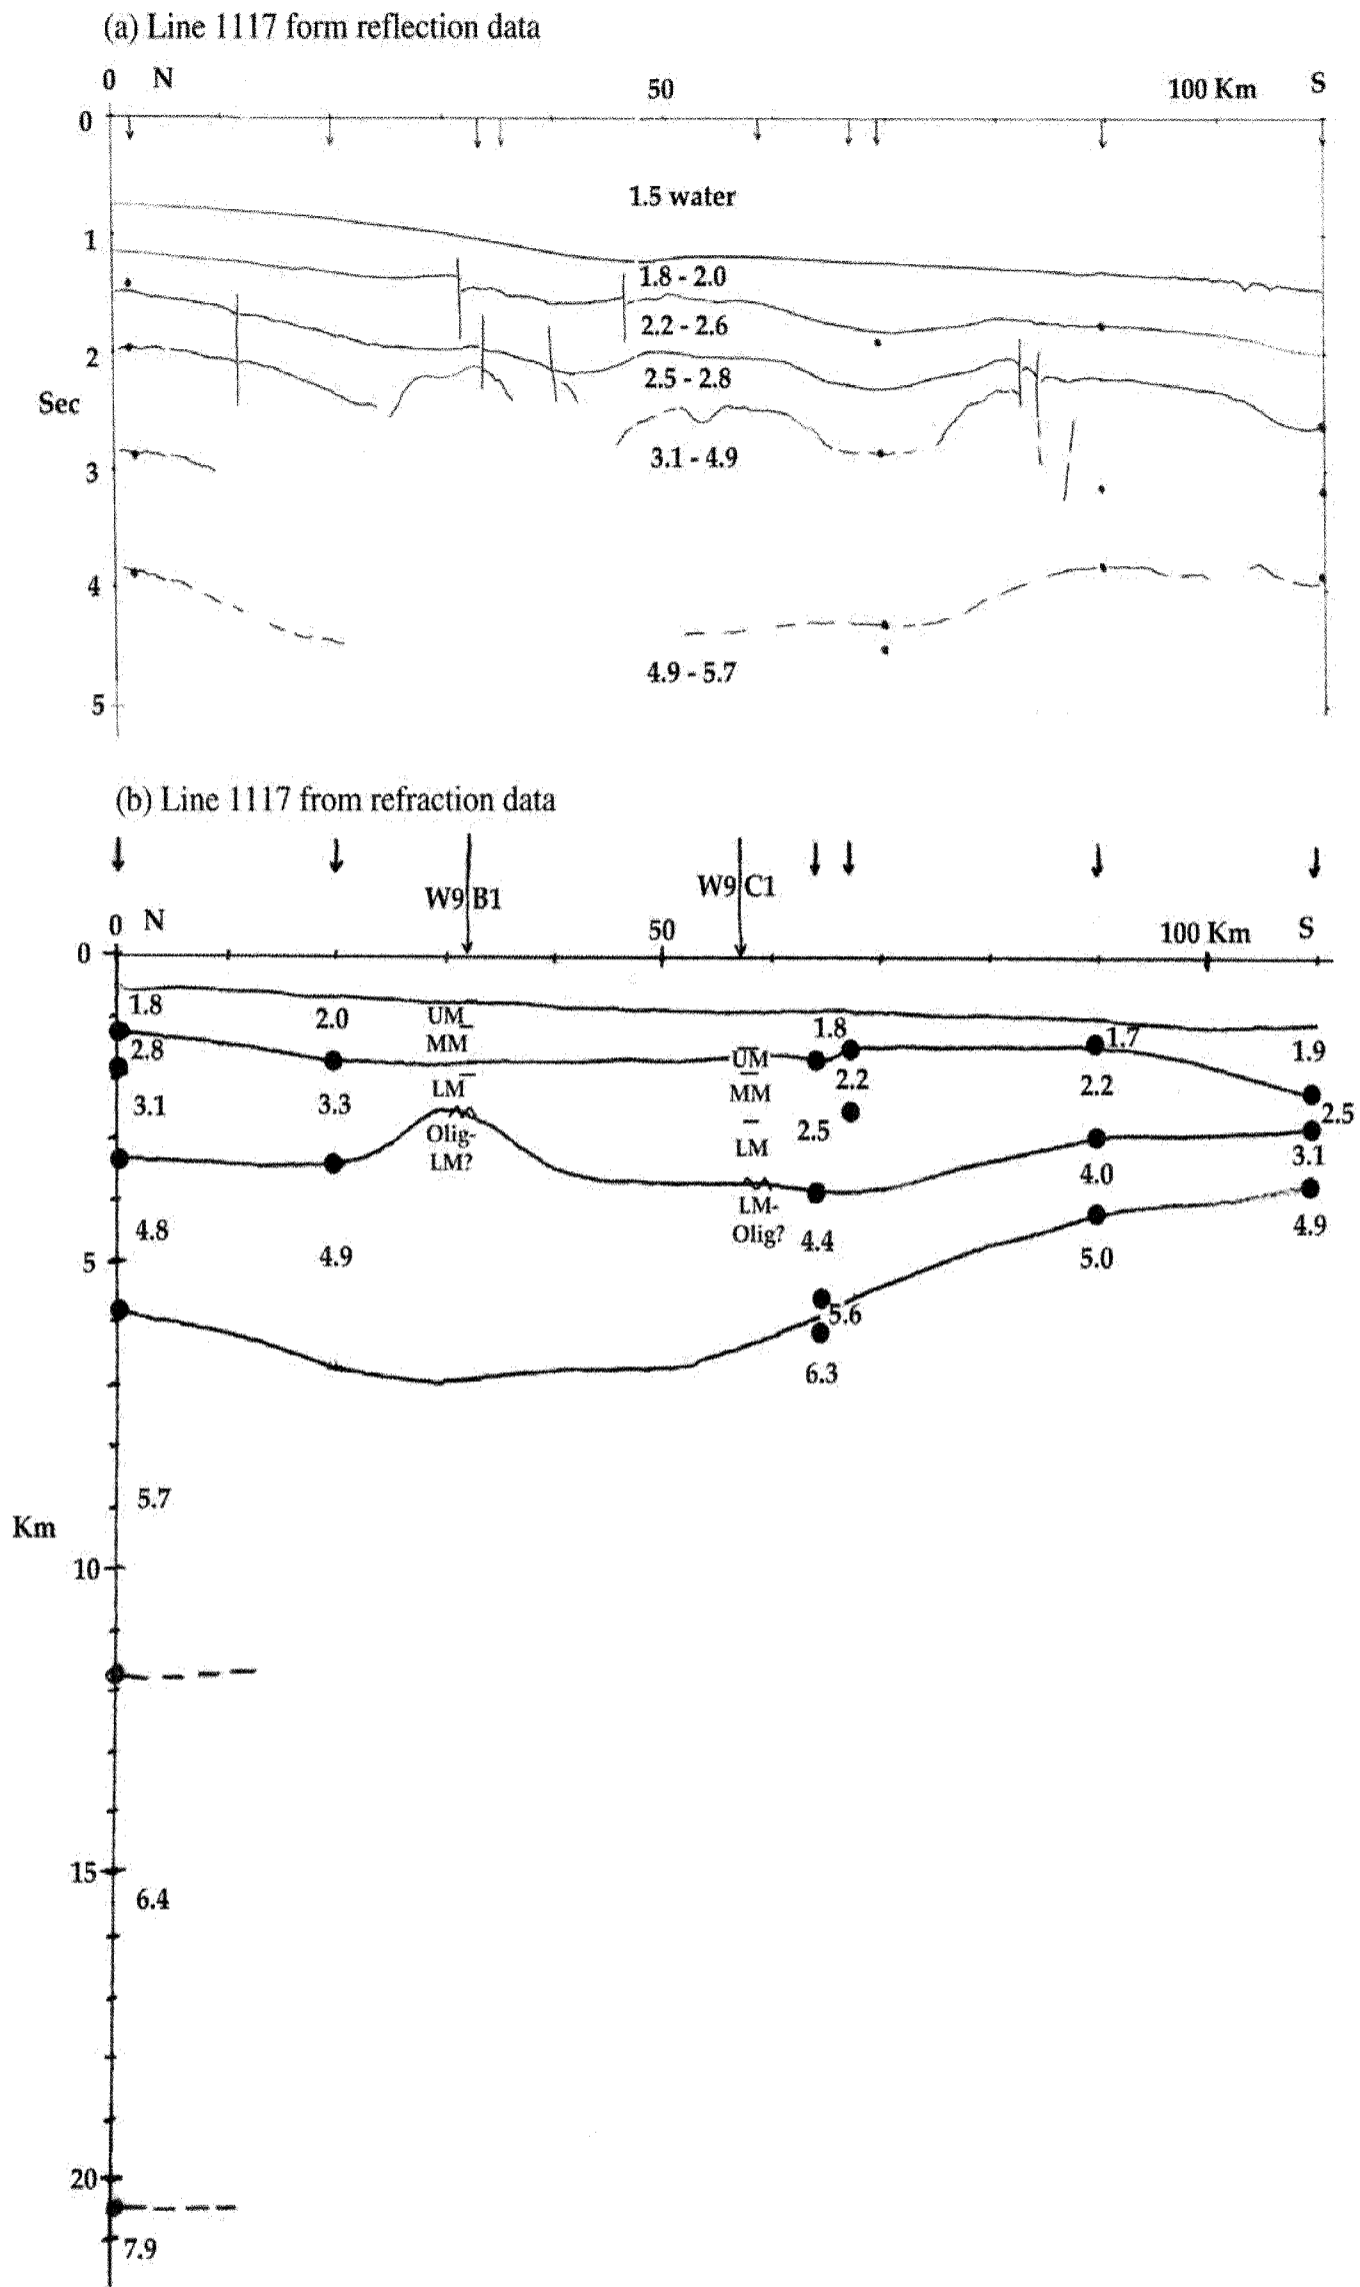 (a) Line 1117 form reflection data
0 N 50 100 Km S
0
1.5 water
1
1.8 - 2.0
2.2 - 2.6
2
2.5 - 2.8
Sec
3.1 - 4.9
3
4
4.9 - 5.7
5
(b) Line 1117 from refraction data
W9 B1
W9 C1
0 N 50 100 Km S
0
1.8
2.0
UM
MM
1.8
1.7
1.9
2.8
UM
MM
2.2
2.2
LM
3.1
3.3
2.5
2.5
Olig-
LM?
LM
3.1
4.0
LM-
Olig?
4.8
4.9
4.4
4.9
5
5.0
5.6
6.3
5.7
Km
10
15
6.4
20
7.9